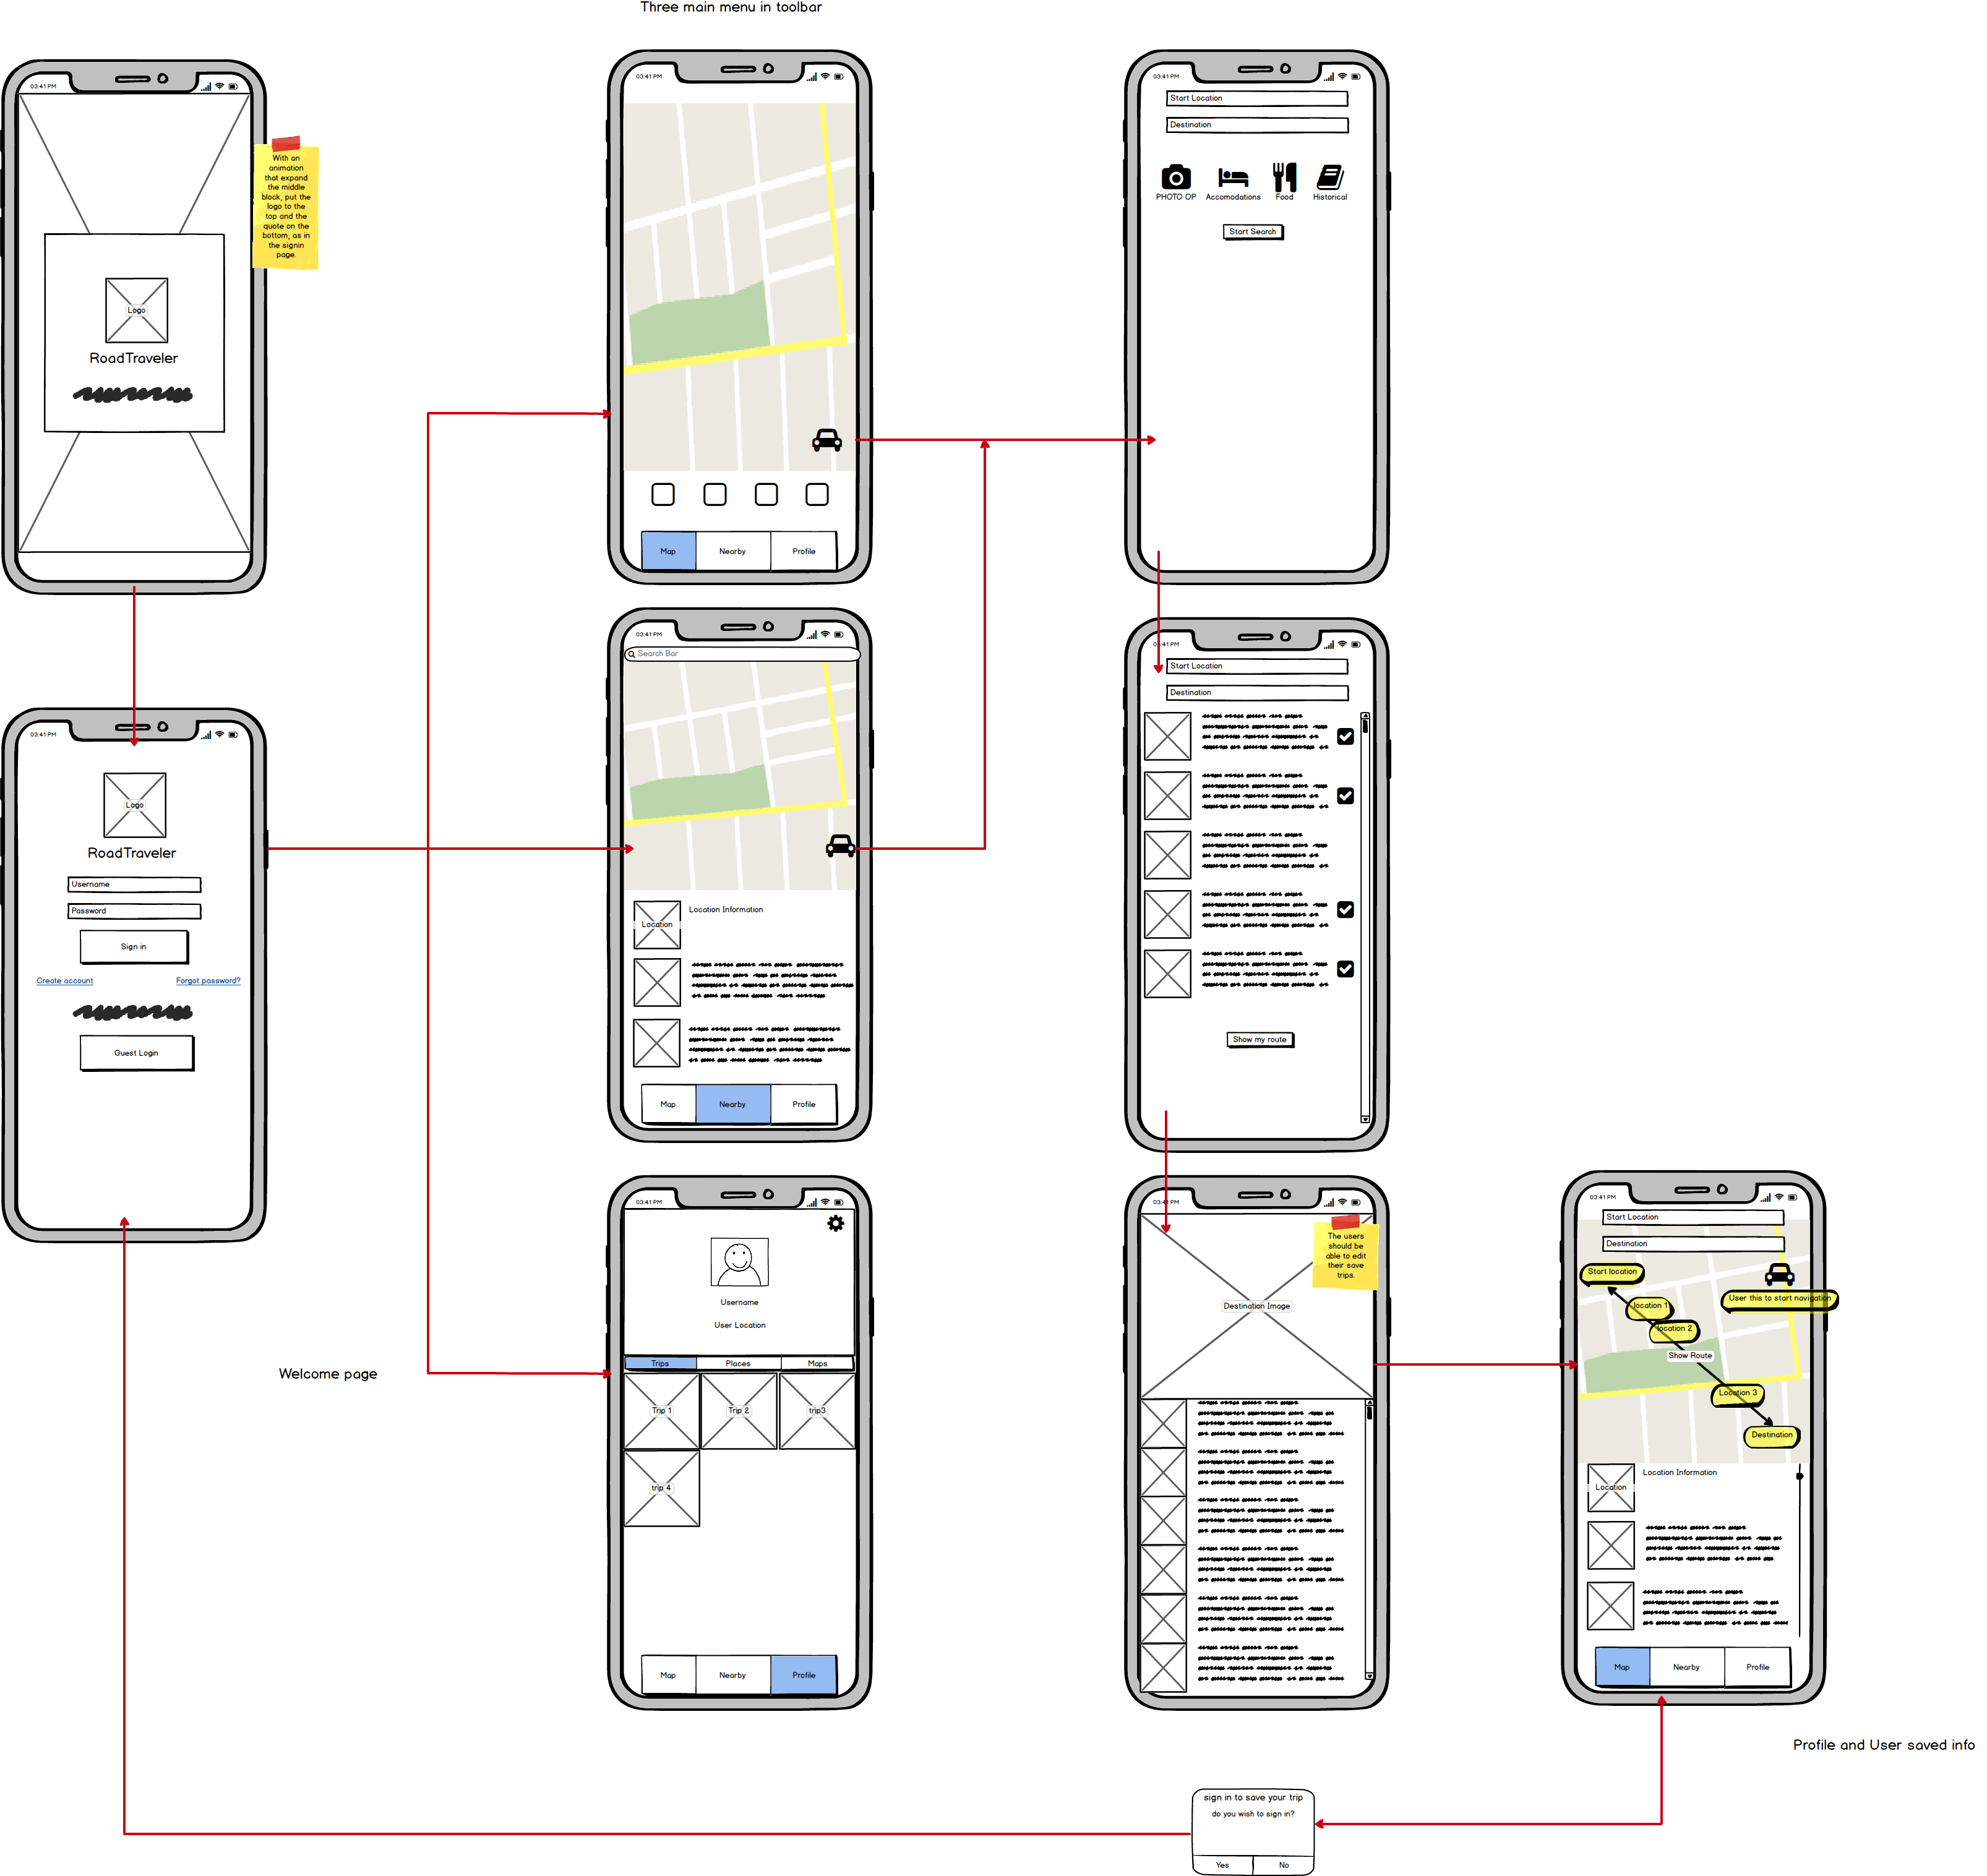 Three main menu in toolbar
03:41 PM
With an
animation
that expand
the middle
block, put the
logo to the
top and the
quote on the
bottom, as in
the signin
page.
Logo
RoadTraveler
03:41 PM
Map Nearby Profile
03:41 PM
Start Location
Destination
PHOTO OP Accomodations Food Historical
Start Search
03:41 PM
Logo
RoadTraveler
Username
Password
Sign in
Create account Forgot password?
Guest Login
03:41 PM
Search Bar
Location
Location Information
Map Nearby Profile
03:41 PM
Start Location
Destination
Show my route
Welcome page
03:41 PM
Username
User Location
Trips Places Maps
Trip 1 Trip 2 trip3
trip 4
Map Nearby Profile
03:41 PM
The users
should be
able to edit
their save
trips.
Destination Image
03:41 PM
Start Location
Destination
Start location
location 1
location 2
User this to start navigation
Show Route
Location 3
Destination
Location
Location Information
Map Nearby Profile
Profile and User saved info
sign in to save your trip
do you wish to sign in?
Yes No